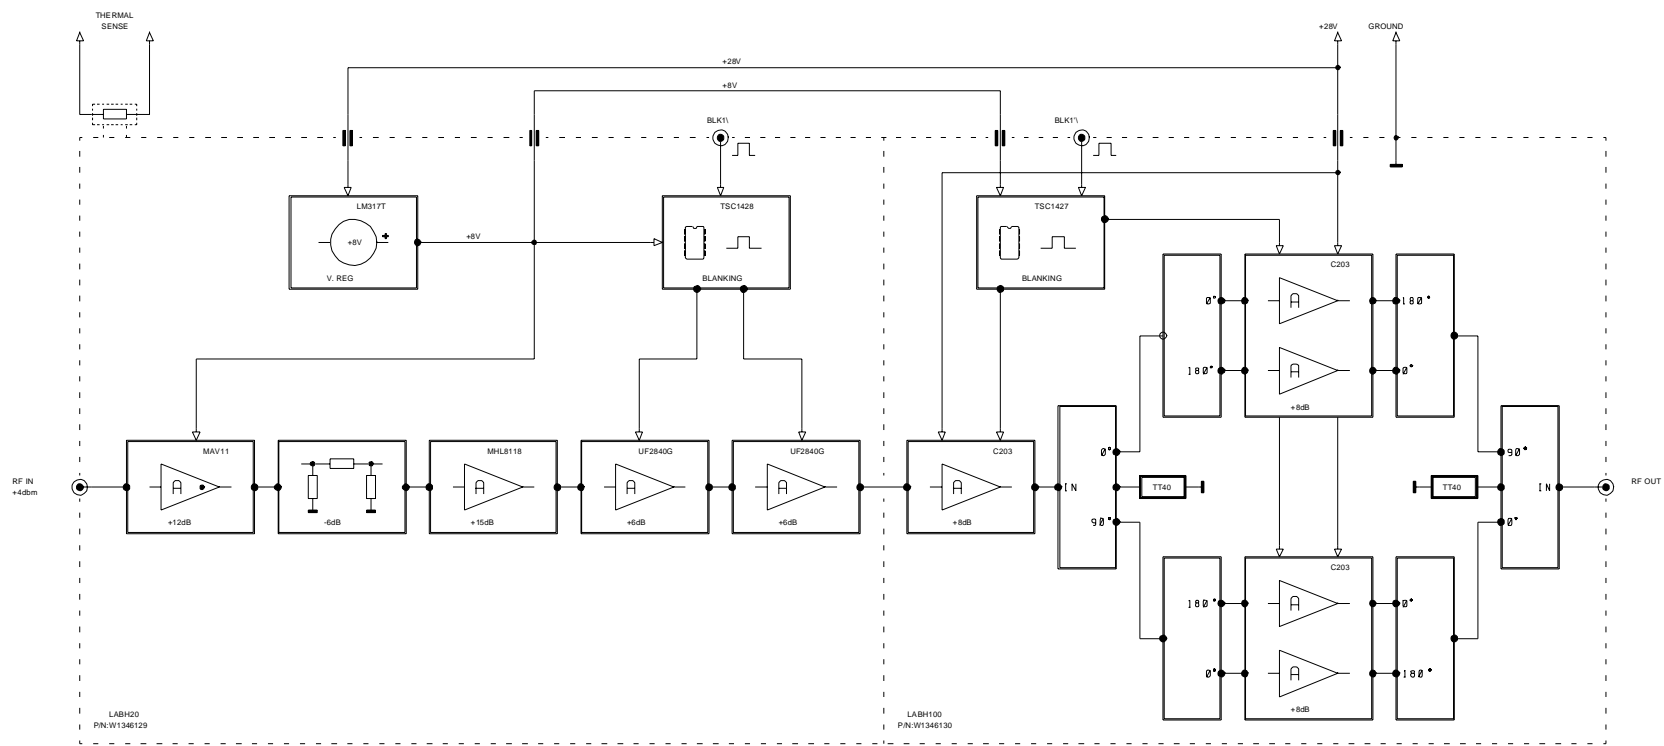 THERMAL
SENSE
+28V
GROUND
+28V
+8V
BLK1\
BLK1'\
LM317T
+8V
V. REG
+8V
TSC1428
BLANKING
TSC1427
BLANKING
C203
A
A
+8dB
0°
180°
180°
0°
RF IN
+4dbm
MAV11
A
+12dB
-6dB
MHL8118
A
+15dB
UF2840G
A
+6dB
UF2840G
A
+6dB
C203
A
+8dB
IN
0°
90°
TT40
TT40
90°
0°
IN
RF OUT
C203
A
A
+8dB
180°
0°
0°
180°
LABH20
P/N:W1346129
LABH100
P/N:W1346130